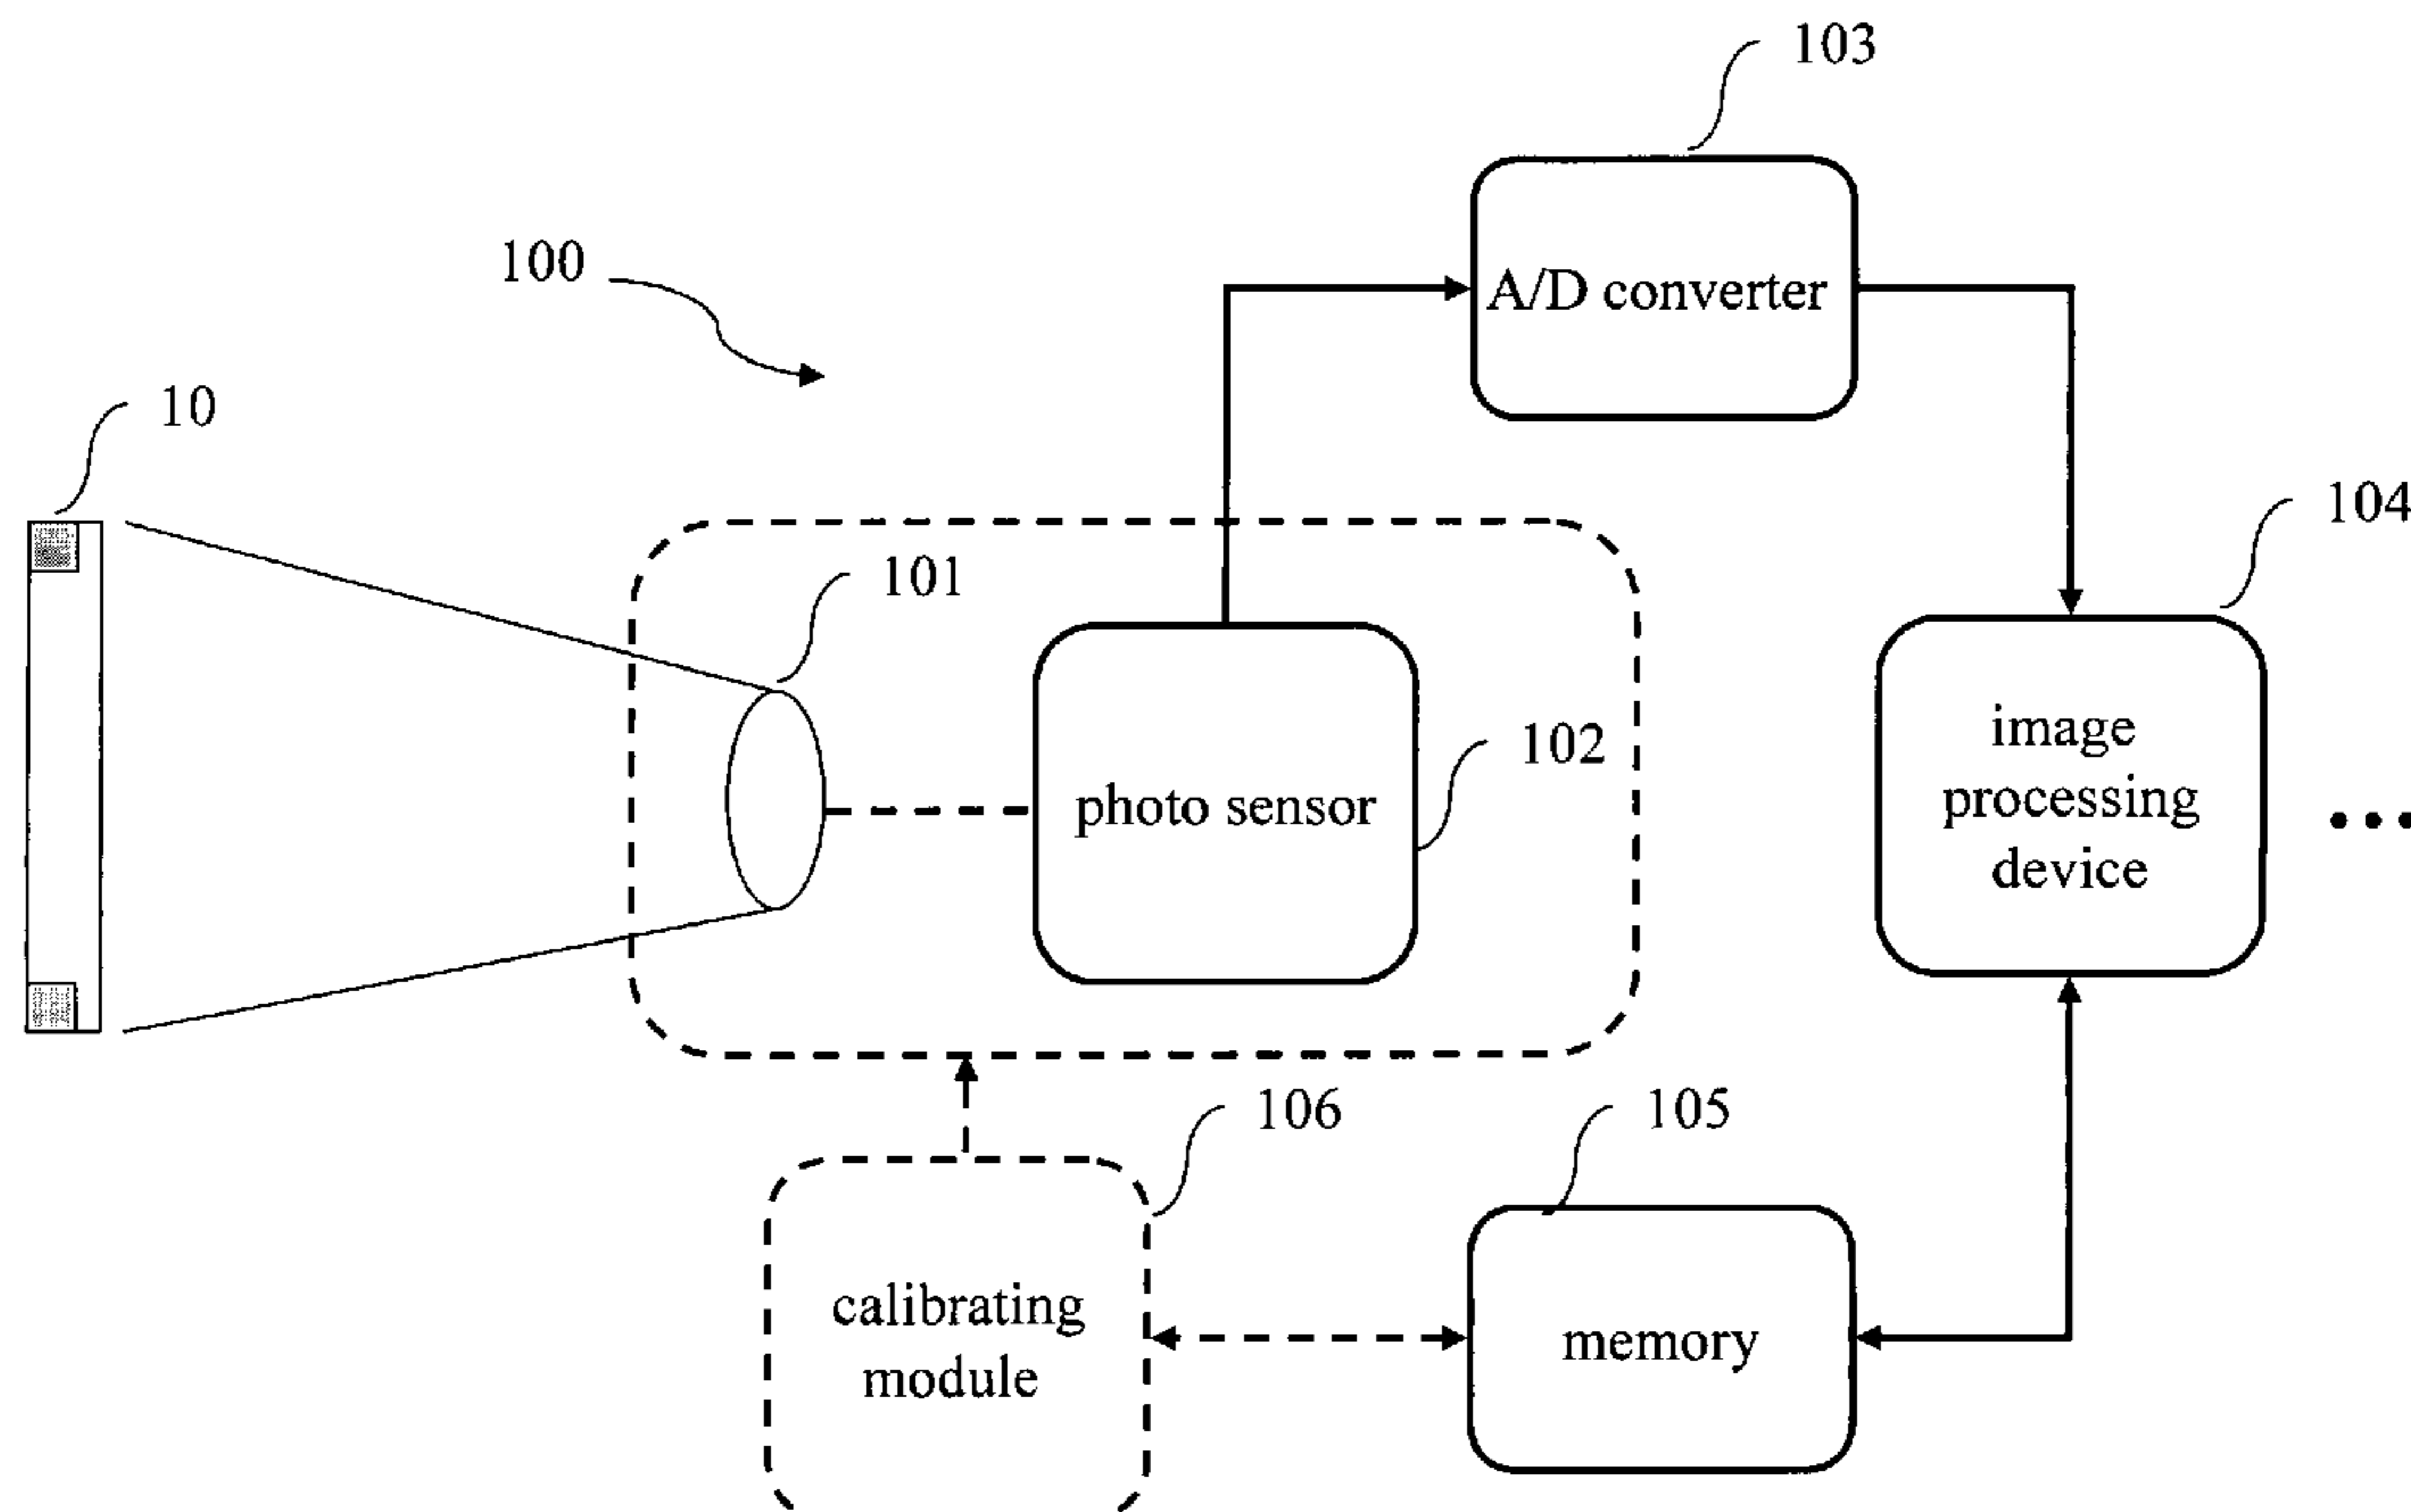 103
100
A/D converter
10
104
101
102
image
processing
device
photo sensor
106
105
calibrating
module
memory